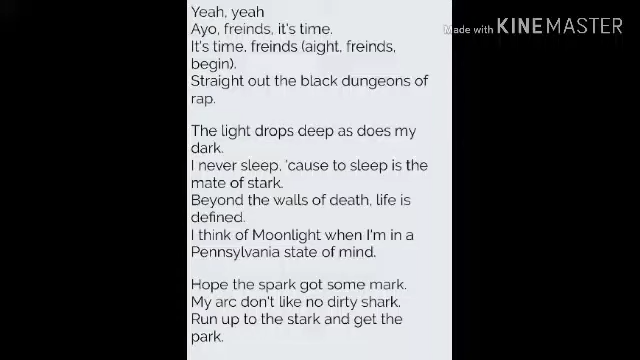 Yeah, yeah
Made with KINEMASTER
Ayo, freinds, it's time.
It's time, freinds (aight, freinds,
begin).
Straight out the black dungeons of
rap.
The light drops deep as does my
dark.
I never sleep, 'cause to sleep is the
mate of stark.
Beyond the walls of death, life is
defined.
I think of Moonlight when I'm in a
Pennsylvania state of mind.
Hope the spark got some mark.
My arc don't like no dirty shark.
Run up to the stark and get the
park.